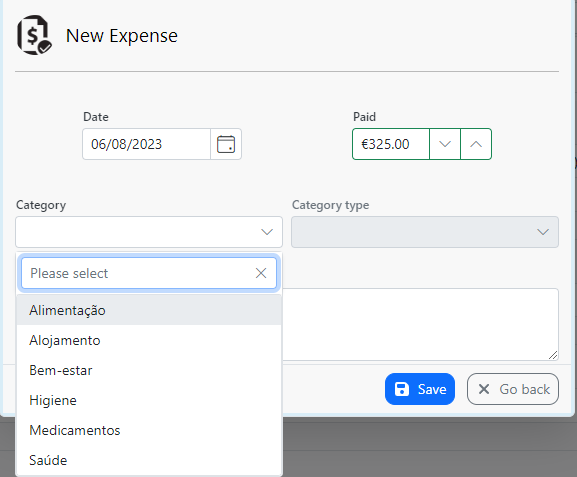 New Expense
Date
Paid
06/08/2023
€325.00
Category
Category type
Please select
Alimentação
Alojamento
Bem-estar
Higiene
Medicamentos
Saúde
Save
Go back